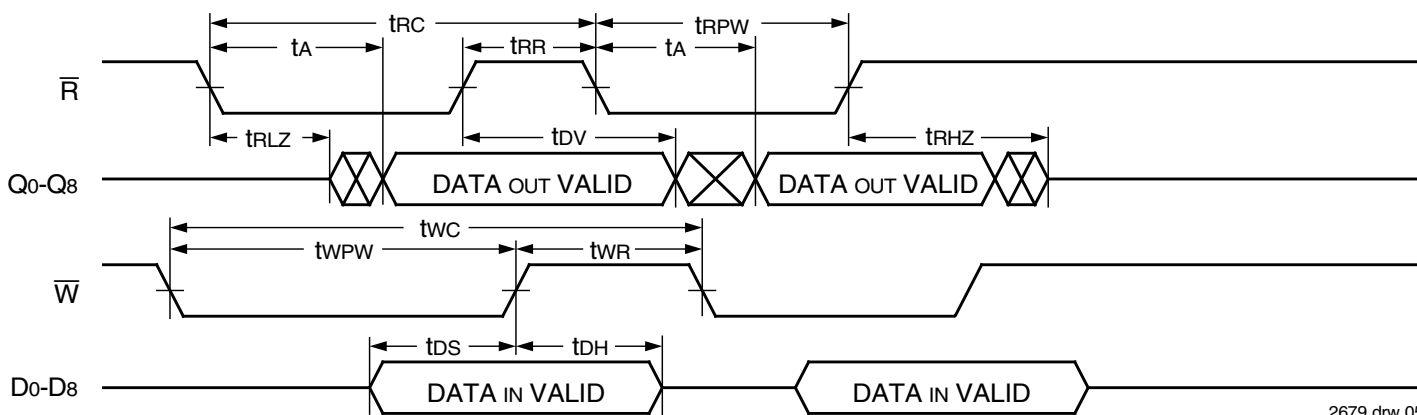 tRC tRPW
tA tRR tA
R̅
tRLZ tDV tRHZ
Q0-Q8 DATA OUT VALID DATA OUT VALID
tWC
tWPW tWR
W̅
tDS tDH
D0-D8 DATA IN VALID DATA IN VALID